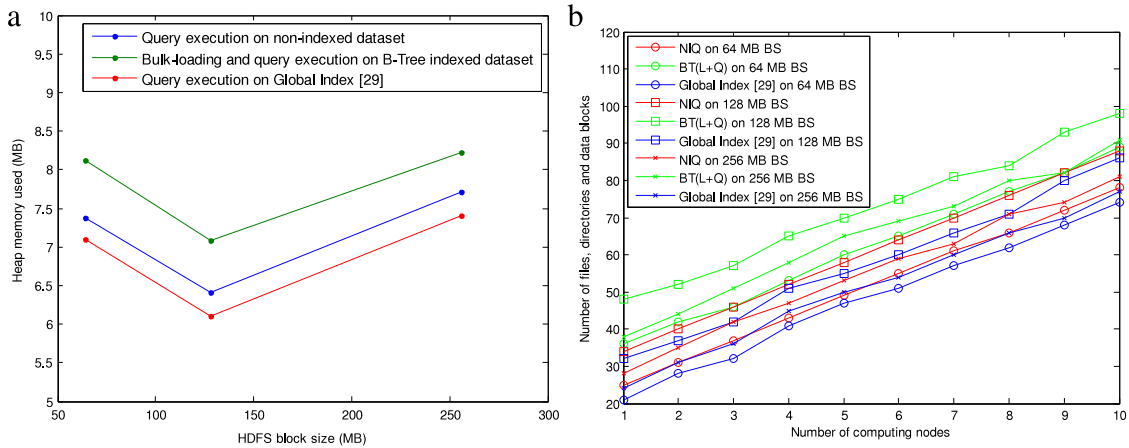 a
Heap memory used (MB)
10
9.5
9
8.5
8
7.5
7
6.5
6
5.5
5
50
100
150
200
250
300
HDFS block size (MB)
Query execution on non-indexed dataset
Bulk-loading and query execution on B-Tree indexed dataset
Query execution on Global Index [29]
b
Number of files, directories and data blocks
120
110
100
90
80
70
60
50
40
30
20
1
2
3
4
5
6
7
8
9
10
Number of computing nodes
NIQ on 64 MB BS
BT(L+Q) on 64 MB BS
Global Index [29] on 64 MB BS
NIQ on 128 MB BS
BT(L+Q) on 128 MB BS
Global Index [29] on 128 MB BS
NIQ on 256 MB BS
BT(L+Q) on 256 MB BS
Global Index [29] on 256 MB BS